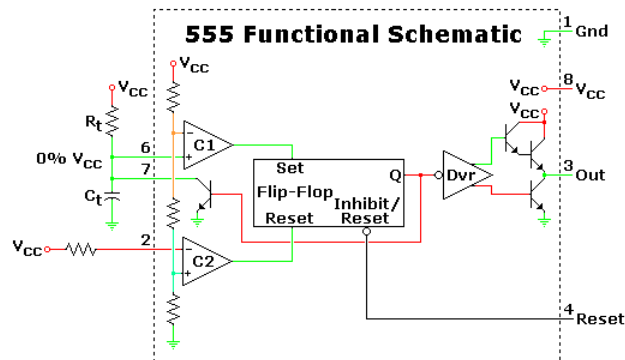 555 Functional Schematic
1
Gnd
VCC
VCC
8
VCC
VCC
VCC
Rt
6
C1
0% VCC
7
Set
Q
Dvr
3
Out
Flip-Flop
Ct
Inhibit/
Reset
Reset
2
VCC
C2
4
Reset